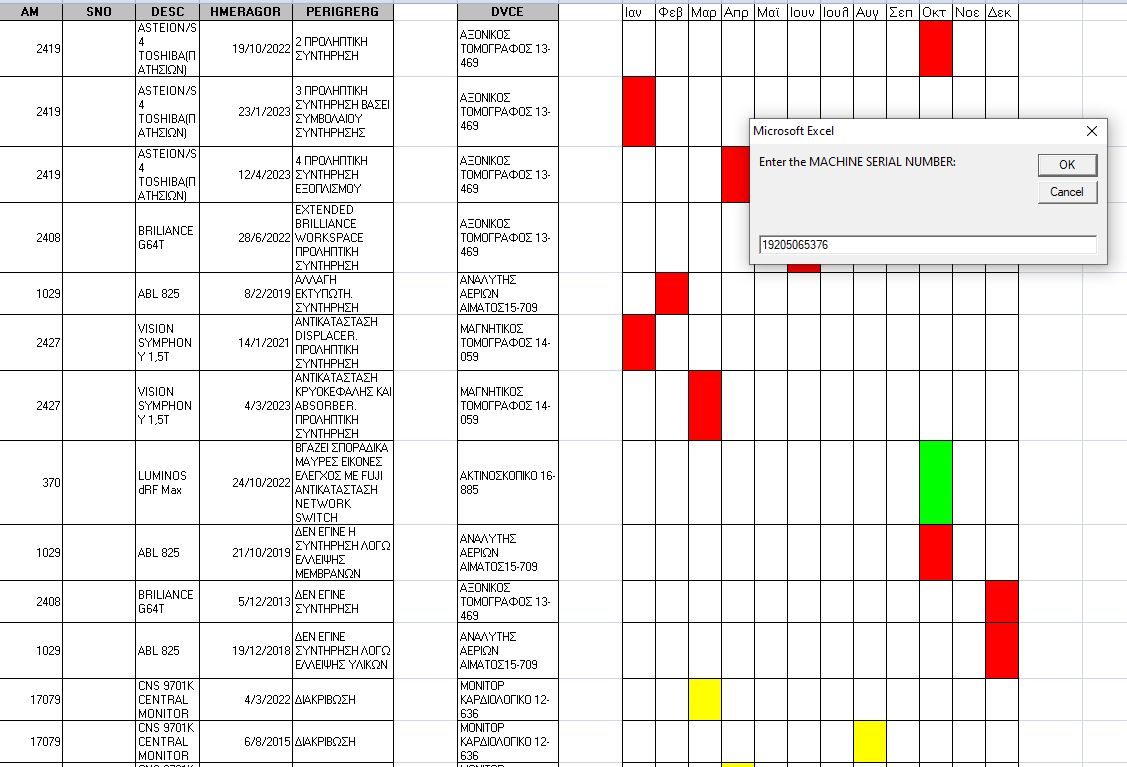 AM SNO DESC HMERAGOR PERIGRERG DVCE Ιαν Φεβ Μαρ Απρ Μαϊ Ιουν Ιουλ Αυγ Σεπ Οκτ Νοε Δεκ
2419 ASTEION/S 4 TOSHIBA(Π ΑΤΗΣΙΩΝ) 19/10/2022 2 ΠΡΟΛΗΠΤΙΚΗ ΣΥΝΤΗΡΗΣΗ ΑΞΟΝΙΚΟΣ ΤΟΜΟΓΡΑΦΟΣ 13-469
2419 ASTEION/S 4 TOSHIBA(Π ΑΤΗΣΙΩΝ) 23/1/2023 3 ΠΡΟΛΗΠΤΙΚΗ ΣΥΝΤΗΡΗΣΗ ΒΑΣΕΙ ΣΥΜΒΟΛΑΙΟΥ ΣΥΝΤΗΡΗΣΗΣ ΑΞΟΝΙΚΟΣ ΤΟΜΟΓΡΑΦΟΣ 13-469
2419 ASTEION/S 4 TOSHIBA(Π ΑΤΗΣΙΩΝ) 12/4/2023 4 ΠΡΟΛΗΠΤΙΚΗ ΣΥΝΤΗΡΗΣΗ ΕΞΟΠΛΙΣΜΟΥ ΑΞΟΝΙΚΟΣ ΤΟΜΟΓΡΑΦΟΣ 13-469
2408 BRILIANCE G64T 28/6/2022 EXTENDED BRILLIANCE WORKSPACE ΠΡΟΛΗΠΤΙΚΗ ΣΥΝΤΗΡΗΣΗ ΑΞΟΝΙΚΟΣ ΤΟΜΟΓΡΑΦΟΣ 13-469
1029 ABL 825 8/2/2019 ΑΛΛΑΓΗ ΕΚΤΥΠΩΤΗ. ΣΥΝΤΗΡΗΣΗ ΑΝΑΛΥΤΗΣ ΑΕΡΙΩΝ ΑΙΜΑΤΟΣ15-709
2427 VISION SYMPHON Y 1,5T 14/1/2021 ΑΝΤΙΚΑΤΑΣΤΑΣΗ DISPLACER. ΠΡΟΛΗΠΤΙΚΗ ΣΥΝΤΗΡΗΣΗ ΜΑΓΝΗΤΙΚΟΣ ΤΟΜΟΓΡΑΦΟΣ 14-059
2427 VISION SYMPHON Y 1,5T 4/3/2023 ΑΝΤΙΚΑΤΑΣΤΑΣΗ ΚΡΥΟΚΕΦΑΛΗΣ ΚΑΙ ABSORBER. ΠΡΟΛΗΠΤΙΚΗ ΣΥΝΤΗΡΗΣΗ ΜΑΓΝΗΤΙΚΟΣ ΤΟΜΟΓΡΑΦΟΣ 14-059
370 LUMINOS dRF Max 24/10/2022 ΒΓΑΖΕΙ ΣΠΟΡΑΔΙΚΑ ΜΑΥΡΕΣ ΕΙΚΟΝΕΣ ΕΛΕΓΧΟΣ ΜΕ FUJI ΑΝΤΙΚΑΤΑΣΤΑΣΗ NETWORK SWITCH ΑΚΤΙΝΟΣΚΟΠΙΚΟ 16-885
1029 ABL 825 21/10/2019 ΔΕΝ ΕΓΙΝΕ Η ΣΥΝΤΗΡΗΣΗ ΛΟΓΩ ΕΛΛΕΙΨΗΣ ΜΕΜΒΡΑΝΩΝ ΑΝΑΛΥΤΗΣ ΑΕΡΙΩΝ ΑΙΜΑΤΟΣ15-709
2408 BRILIANCE G64T 5/12/2013 ΔΕΝ ΕΓΙΝΕ ΣΥΝΤΗΡΗΣΗ ΑΞΟΝΙΚΟΣ ΤΟΜΟΓΡΑΦΟΣ 13-469
1029 ABL 825 19/12/2018 ΔΕΝ ΕΓΙΝΕ ΣΥΝΤΗΡΗΣΗ ΛΟΓΩ ΕΛΛΕΙΨΗΣ ΥΛΙΚΩΝ ΑΝΑΛΥΤΗΣ ΑΕΡΙΩΝ ΑΙΜΑΤΟΣ15-709
17079 CNS 9701K CENTRAL MONITOR 4/3/2022 ΔΙΑΚΡΙΒΩΣΗ ΜΟΝΙΤΟΡ ΚΑΡΔΙΟΛΟΓΙΚΟ 12-636
17079 CNS 9701K CENTRAL MONITOR 6/8/2015 ΔΙΑΚΡΙΒΩΣΗ ΜΟΝΙΤΟΡ ΚΑΡΔΙΟΛΟΓΙΚΟ 12-636
Microsoft Excel
Enter the MACHINE SERIAL NUMBER:
OK
Cancel
19205065376